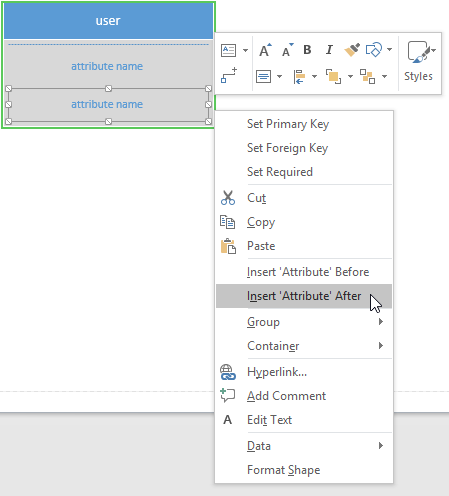 user
attribute name
attribute name
A A B I
Styles
Set Primary Key
Set Foreign Key
Set Required
Cut
Copy
Paste
Insert 'Attribute' Before
Insert 'Attribute' After
Group
Container
Hyperlink...
Add Comment
A Edit Text
Data
Format Shape